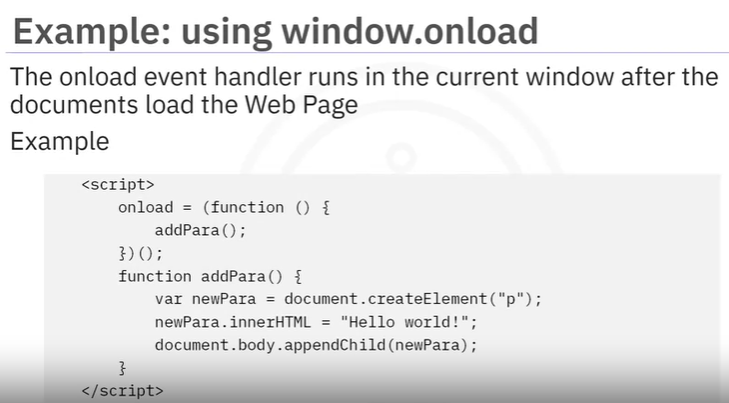 Example: using window.onload
The onload event handler runs in the current window after the
documents load the Web Page
Example
<script>
    onload = (function () {
        addPara();
    })();
    function addPara() {
        var newPara = document.createElement("p");
        newPara.innerHTML = "Hello world!";
        document.body.appendChild(newPara);
    }
</script>